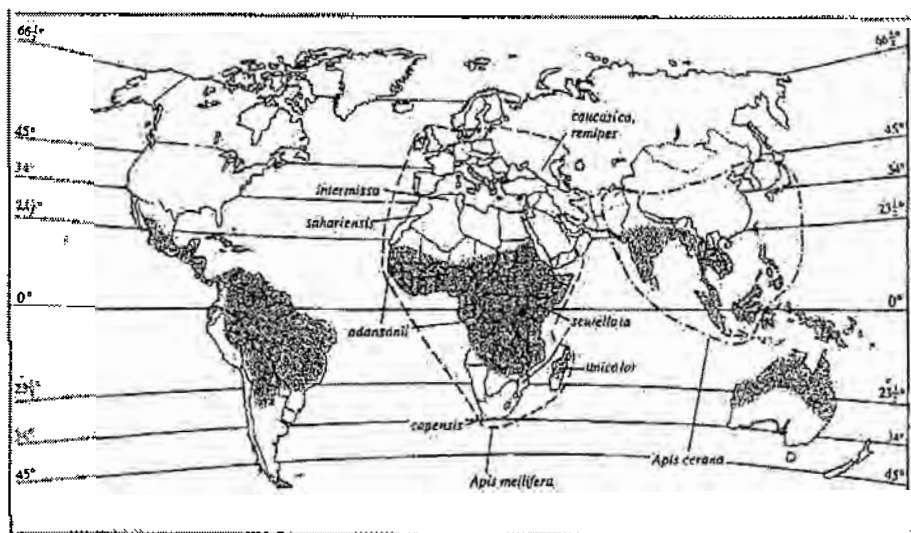 66½°
66½°
45°
45°
caucasica,
remipes
34°
34°
intermissa
23½°
23½°
sahariensis
0°
0°
adansonii
scutellata
unicolor
23½°
23½°
capensis
34°
Apis cerana
45°
45°
Apis mellifera